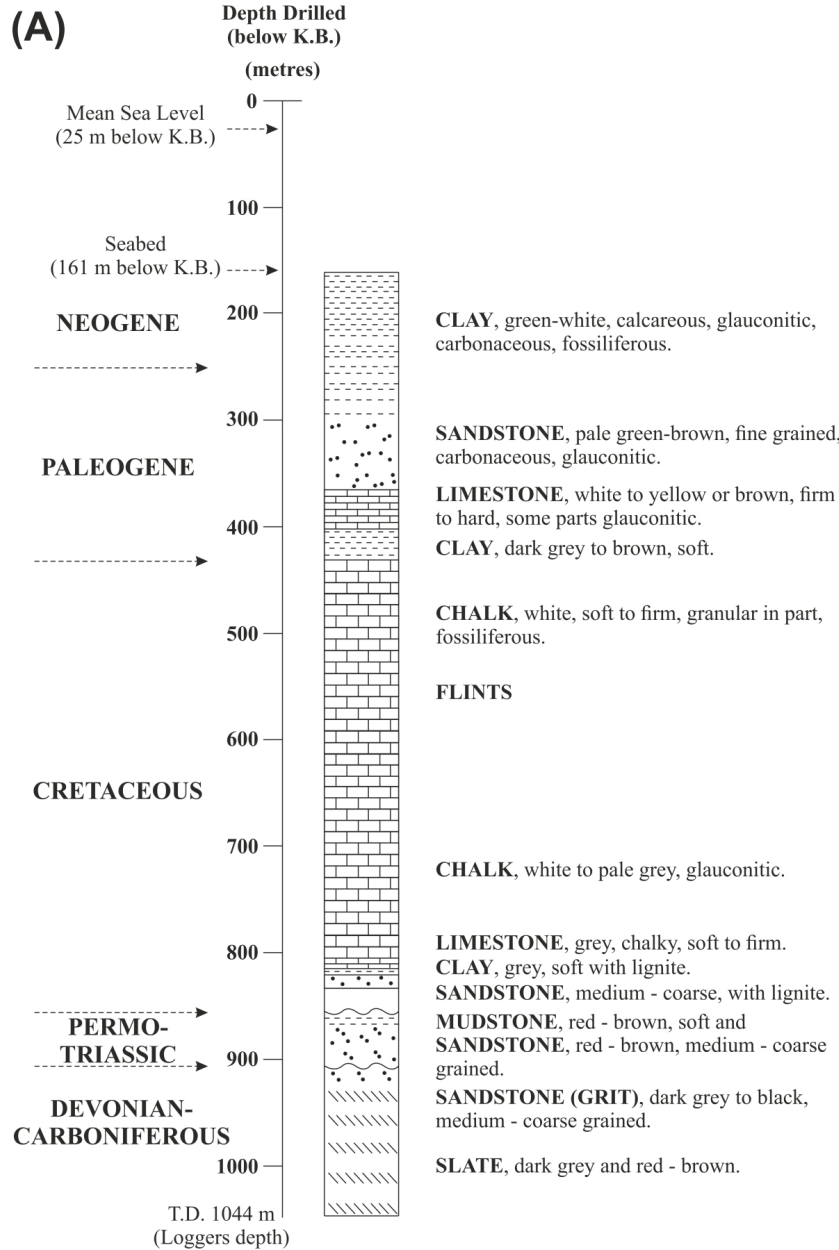 (A)
Depth Drilled
(below K.B.)
(metres)
0
Mean Sea Level
(25 m below K.B.)
100
Seabed
(161 m below K.B.)
200
NEOGENE
CLAY, green-white, calcareous, glauconitic,
carbonaceous, fossiliferous.
300
SANDSTONE, pale green-brown, fine grained,
carbonaceous, glauconitic.
PALEOGENE
LIMESTONE, white to yellow or brown, firm
to hard, some parts glauconitic.
400
CLAY, dark grey to brown, soft.
CHALK, white, soft to firm, granular in part,
fossiliferous.
500
FLINTS
600
CRETACEOUS
700
CHALK, white to pale grey, glauconitic.
800
LIMESTONE, grey, chalky, soft to firm.
CLAY, grey, soft with lignite.
SANDSTONE, medium - coarse, with lignite.
PERMO-
TRIASSIC
MUDSTONE, red - brown, soft and
SANDSTONE, red - brown, medium - coarse
grained.
900
DEVONIAN-
CARBONIFEROUS
SANDSTONE (GRIT), dark grey to black,
medium - coarse grained.
1000
SLATE, dark grey and red - brown.
T.D. 1044 m
(Loggers depth)